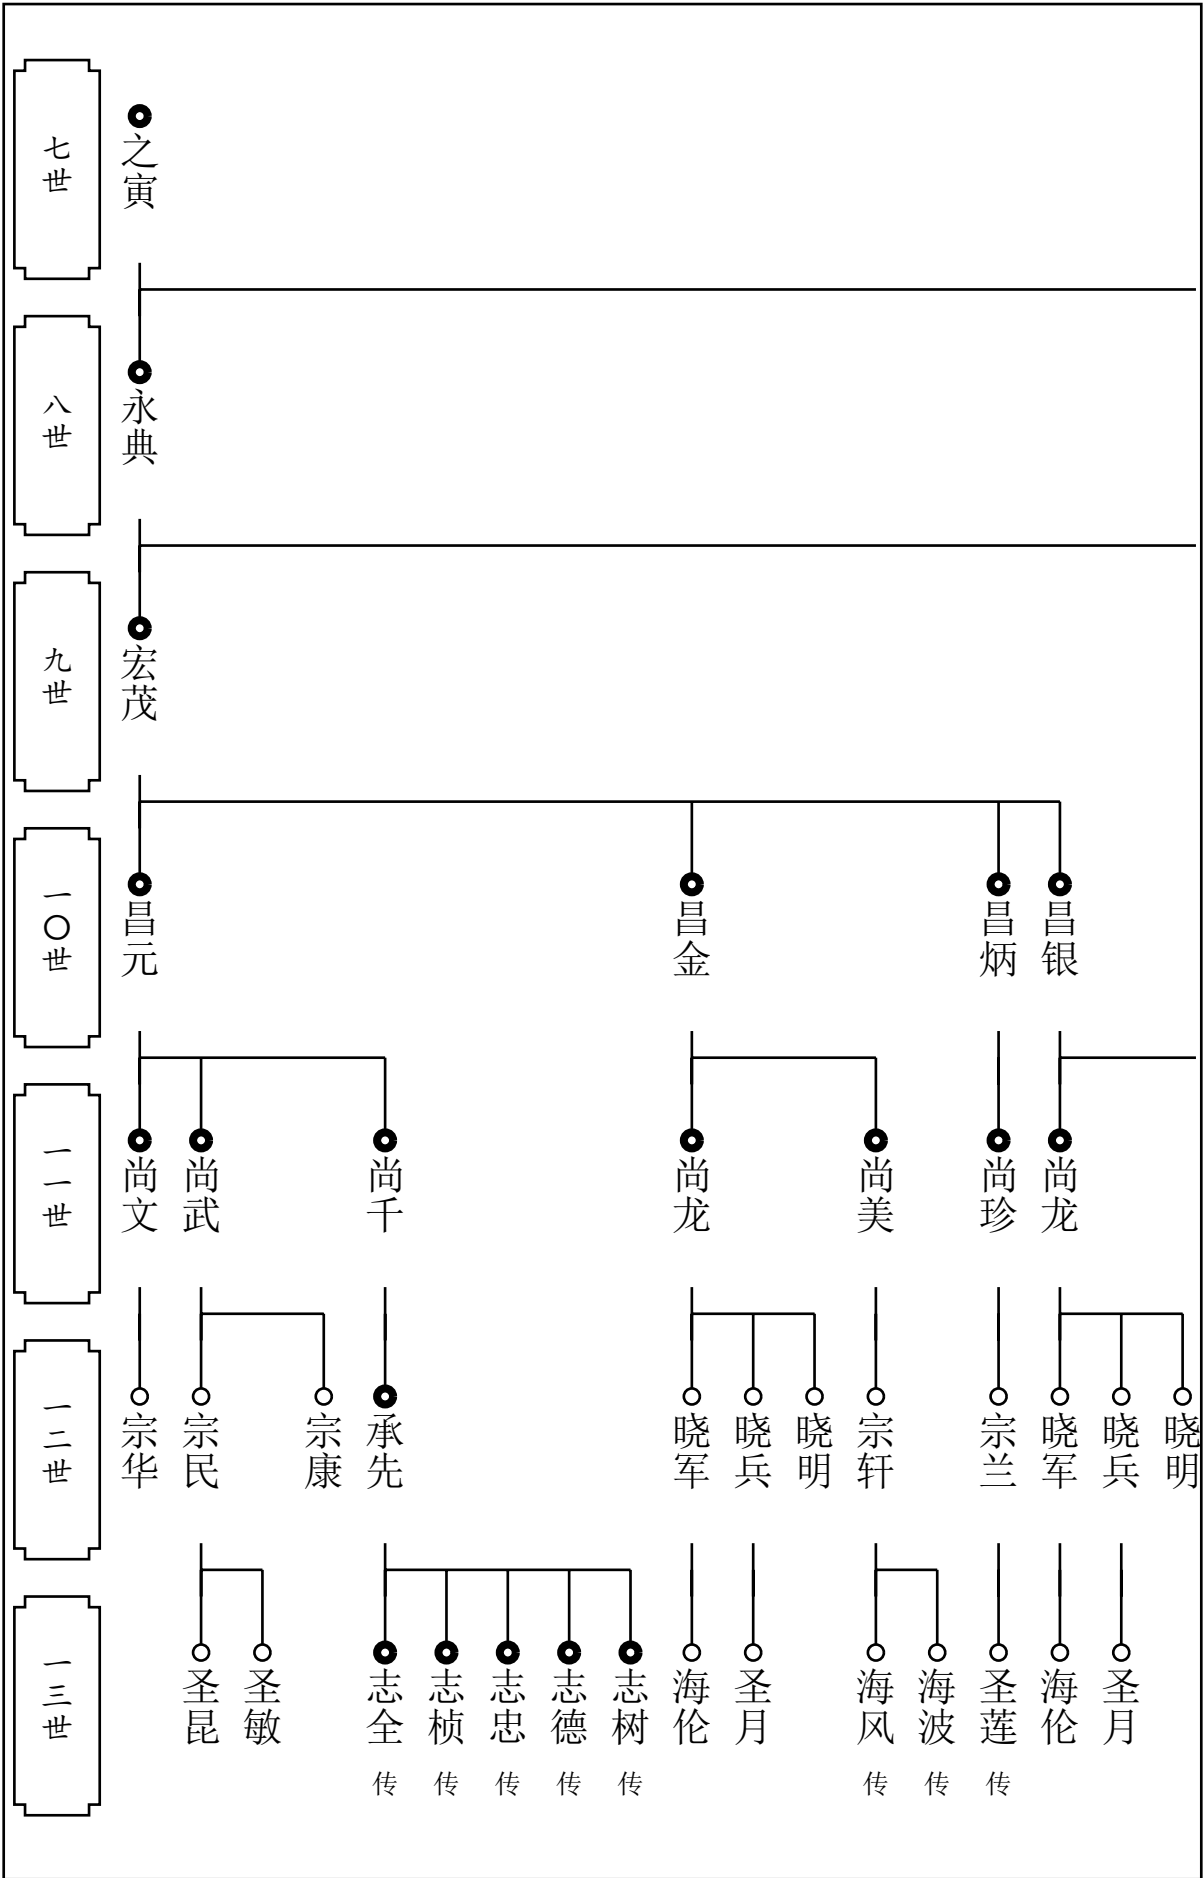 七世
之寅
八世
永典
九世
宏茂
一〇世
昌元
昌金
昌炳
昌银
一一世
尚文
尚武
尚千
尚龙
尚美
尚珍
尚龙
一二世
宗华
宗民
宗康
承先
晓军
晓兵
晓明
宗轩
宗兰
晓军
晓兵
晓明
一三世
圣昆
圣敏
志全
传
志桢
传
志忠
传
志德
传
志树
传
海伦
圣月
海风
传
海波
传
圣莲
传
海伦
圣月